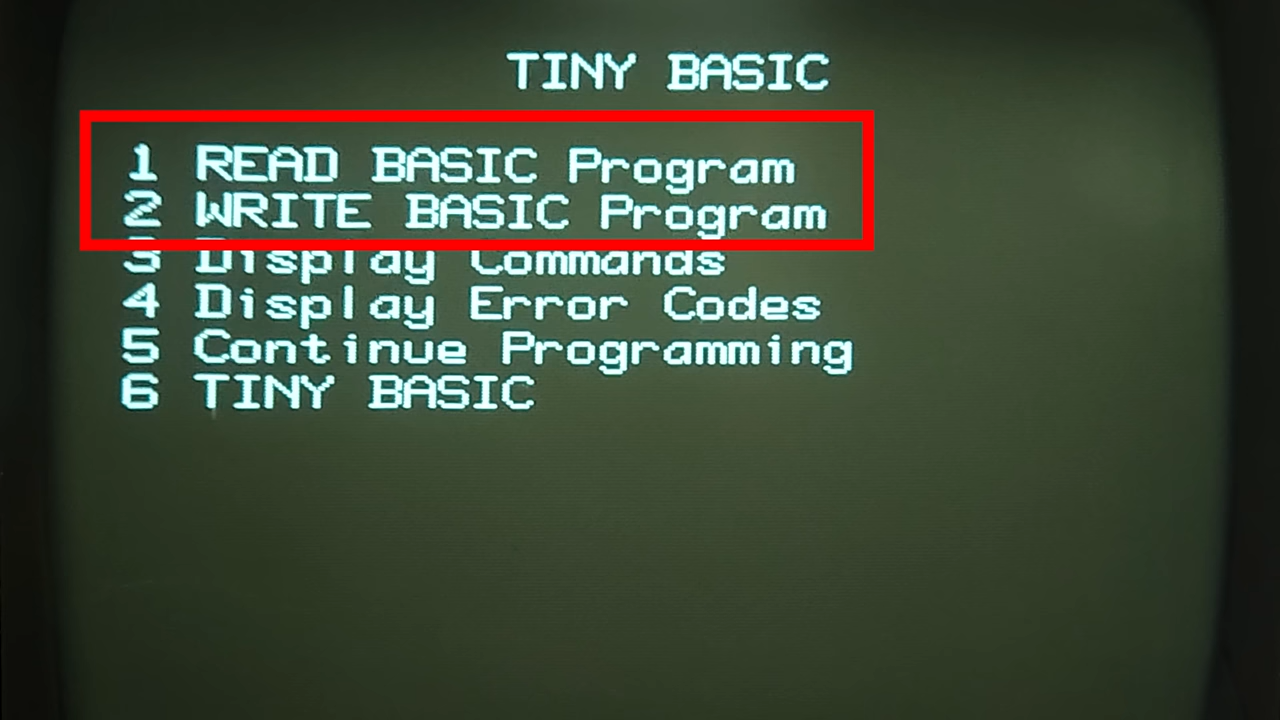 TINY BASIC
1 READ BASIC Program
2 WRITE BASIC Program
3 Display Commands
4 Display Error Codes
5 Continue Programming
6 TINY BASIC